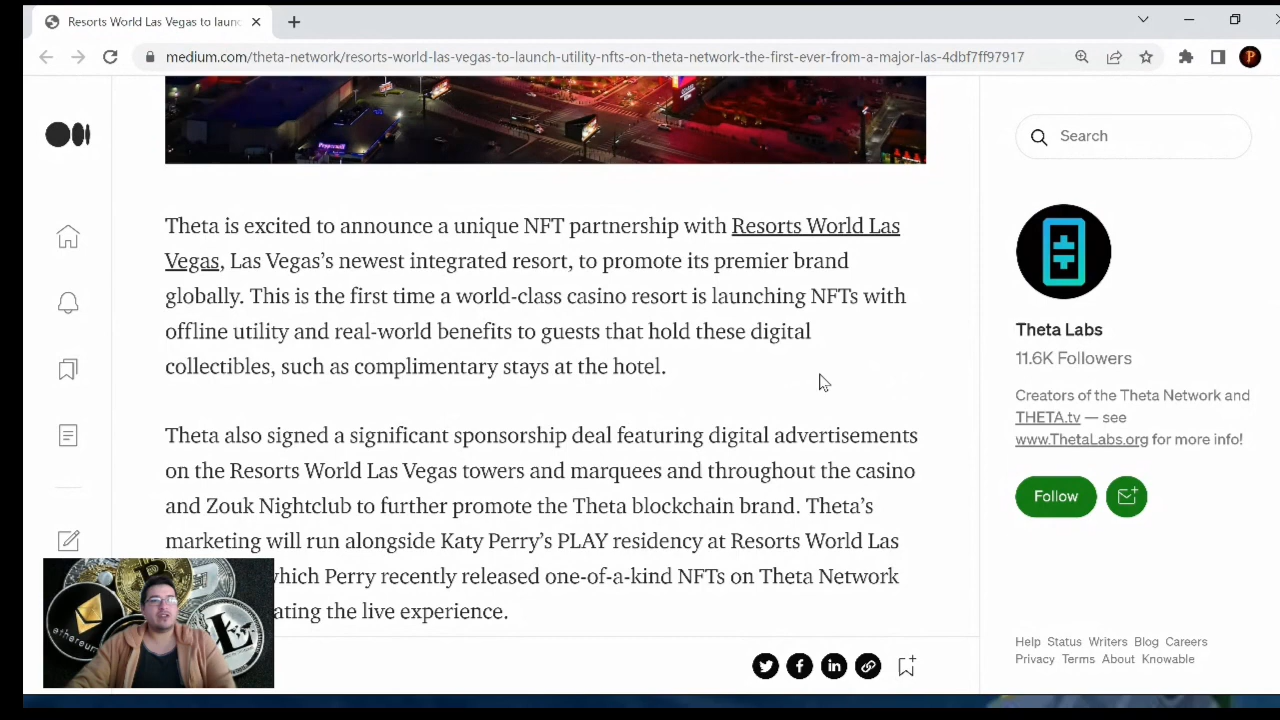 Resorts World Las Vegas to laun
medium.com/theta-network/resorts-world-las-vegas-to-launch-utility-nfts-on-theta-network-the-first-ever-from-a-major-las-4dbf7ff97917
P
Peppermill
Search
Theta is excited to announce a unique NFT partnership with Resorts World Las
Vegas, Las Vegas’s newest integrated resort, to promote its premier brand
globally. This is the first time a world-class casino resort is launching NFTs with
offline utility and real-world benefits to guests that hold these digital
collectibles, such as complimentary stays at the hotel.
Theta also signed a significant sponsorship deal featuring digital advertisements
on the Resorts World Las Vegas towers and marquees and throughout the casino
and Zouk Nightclub to further promote the Theta blockchain brand. Theta’s
marketing will run alongside Katy Perry’s PLAY residency at Resorts World Las
which Perry recently released one-of-a-kind NFTs on Theta Network
ating the live experience.
Theta Labs
11.6K Followers
Creators of the Theta Network and
THETA.tv — see
www.ThetaLabs.org for more info!
Follow
ethereum
Help Status Writers Blog Careers
Privacy Terms About Knowable